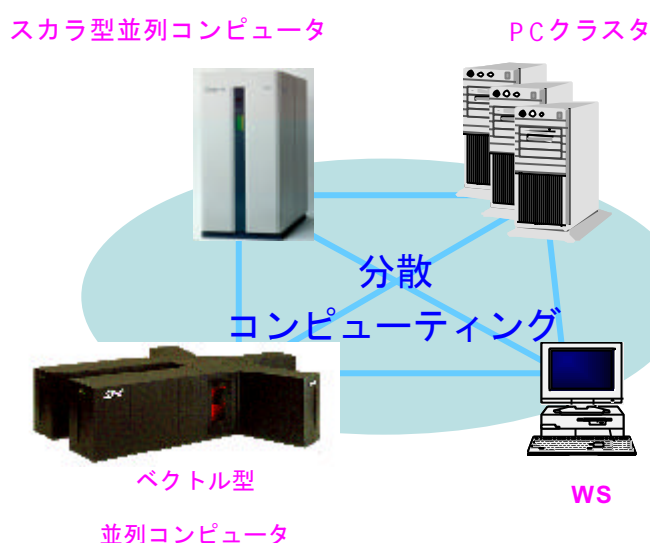 スカラ型並列コンピュータ
PCクラスタ
分散
コンピューティング
ベクトル型
並列コンピュータ
WS